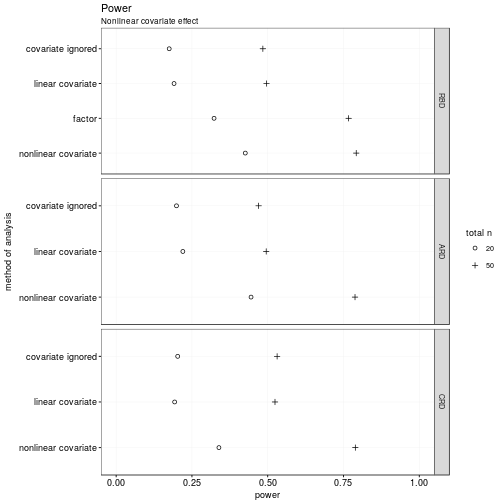 Power
Nonlinear covariate effect
covariate ignored
linear covariate
factor
nonlinear covariate
RBD
covariate ignored
linear covariate
nonlinear covariate
ARD
covariate ignored
linear covariate
nonlinear covariate
CRD
method of analysis
total n
20
50
0.00 0.25 0.50 0.75 1.00
power